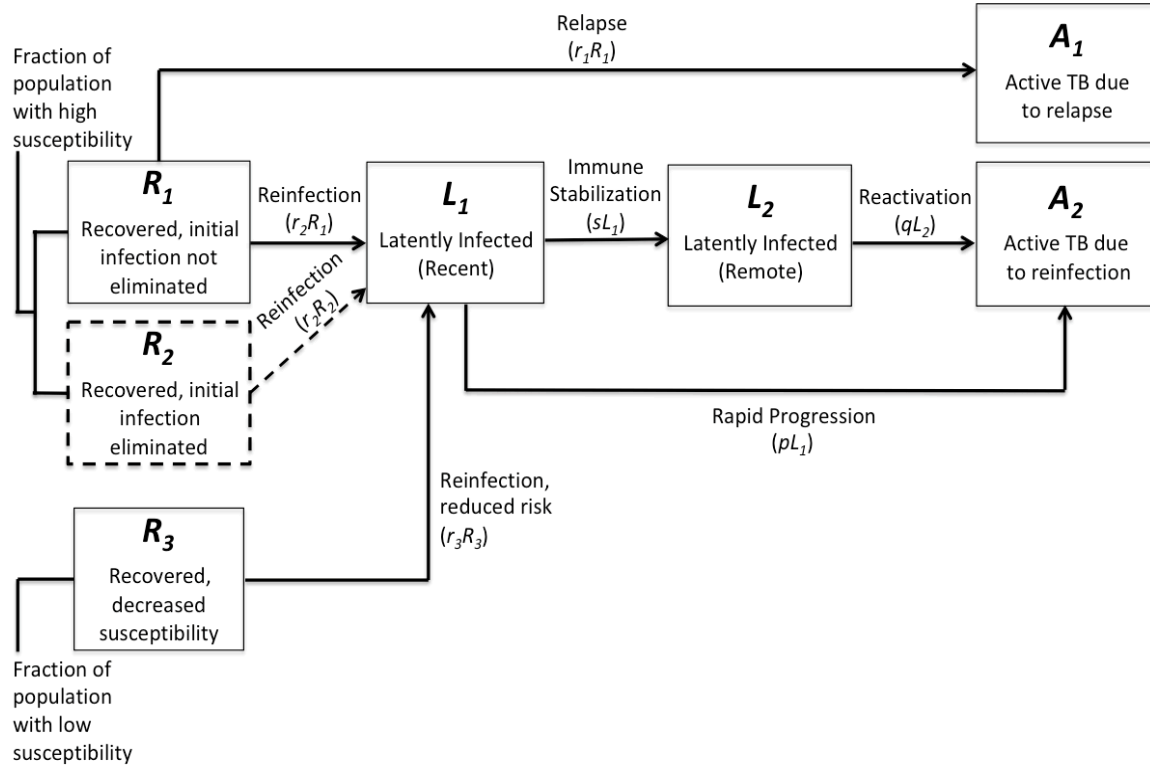 Relapse
(r₁R₁)
A₁
Active TB due
to relapse
Fraction of
population
with high
susceptibility
R₁
Recovered, initial
infection not
eliminated
Reinfection
(r₂R₁)
L₁
Latently Infected
(Recent)
Immune
Stabilization
(sL₁)
L₂
Latently Infected
(Remote)
Reactivation
(qL₂)
A₂
Active TB due
to reinfection
Reinfection
(r₂R₂)
R₂
Recovered, initial
infection
eliminated
Rapid Progression
(pL₁)
Reinfection,
reduced risk
(r₃R₃)
R₃
Recovered,
decreased
susceptibility
Fraction of
population
with low
susceptibility